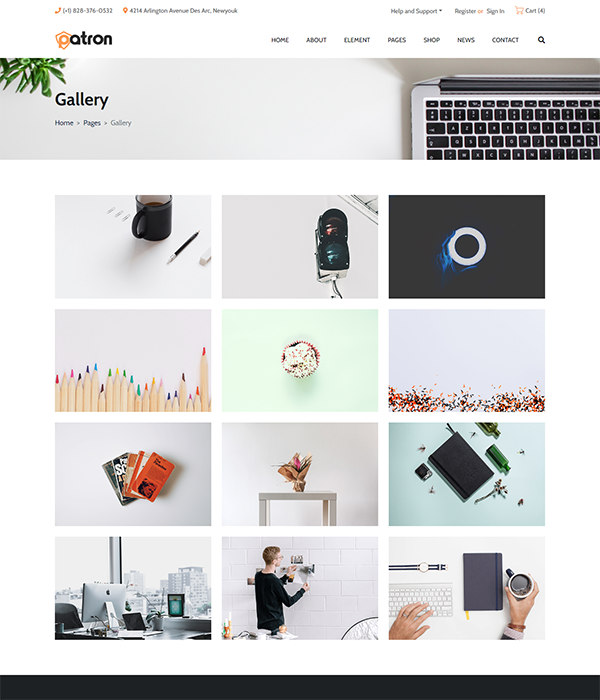 (+1) 828-376-0532 4214 Arlington Avenue Des Arc, Newyouk Help and Support Register or Sign In Cart (4)
patron HOME ABOUT ELEMENT PAGES SHOP NEWS CONTACT
Gallery
Home > Pages > Gallery